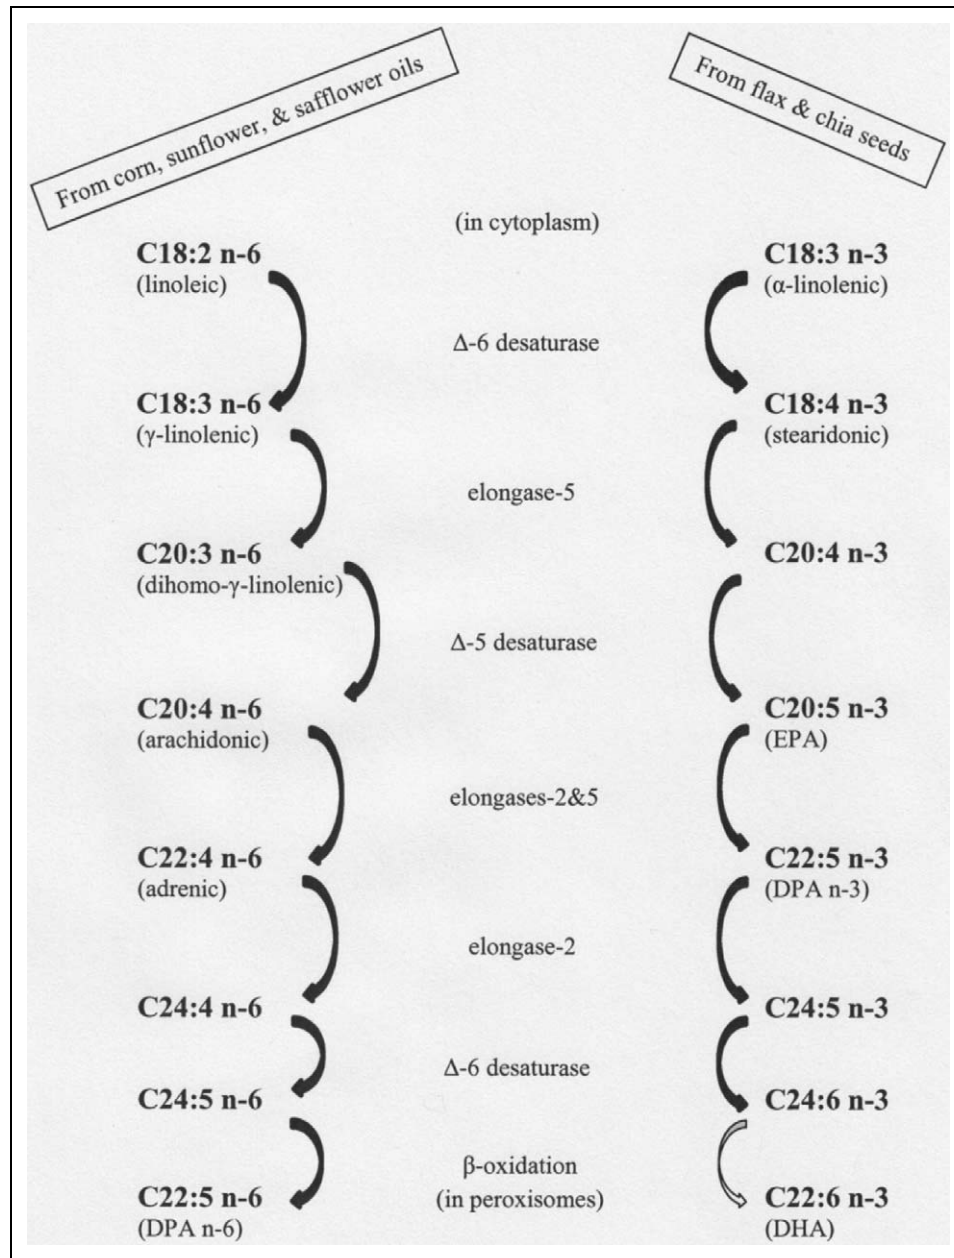 From corn, sunflower, & safflower oils
From flax & chia seeds
(in cytoplasm)
C18:2 n-6
(linoleic)
C18:3 n-3
(α-linolenic)
Δ-6 desaturase
C18:3 n-6
(γ-linolenic)
C18:4 n-3
(stearidonic)
elongase-5
C20:3 n-6
(dihomo-γ-linolenic)
C20:4 n-3
Δ-5 desaturase
C20:4 n-6
(arachidonic)
C20:5 n-3
(EPA)
elongases-2&5
C22:4 n-6
(adrenic)
C22:5 n-3
(DPA n-3)
elongase-2
C24:4 n-6
C24:5 n-3
Δ-6 desaturase
C24:5 n-6
C24:6 n-3
β-oxidation
(in peroxisomes)
C22:5 n-6
(DPA n-6)
C22:6 n-3
(DHA)